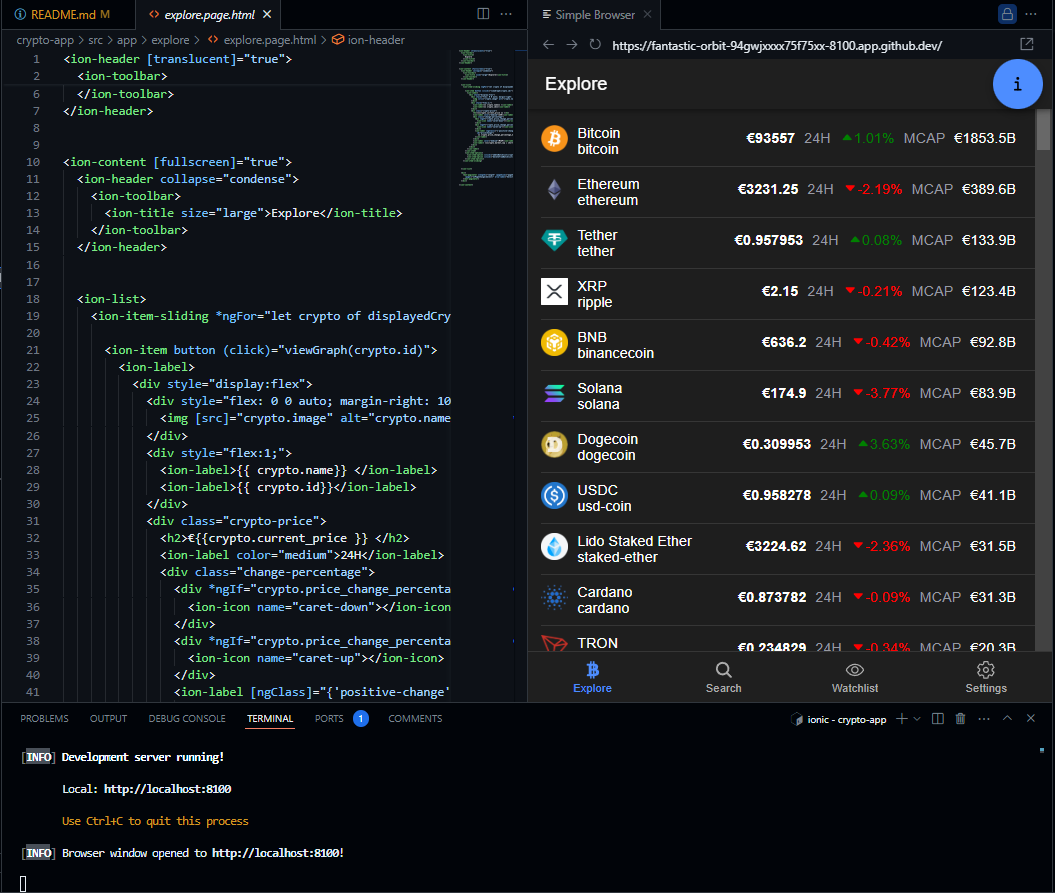 README.md M
<> explore.page.html ×
crypto-app > src > app > explore > <> explore.page.html > ion-header
1 <ion-header [translucent]="true">
2 <ion-toolbar>
6 </ion-toolbar>
7 </ion-header>
8
9
10 <ion-content [fullscreen]="true">
11 <ion-header collapse="condense">
12 <ion-toolbar>
13 <ion-title size="large">Explore</ion-title>
14 </ion-toolbar>
15 </ion-header>
16
17
18 <ion-list>
19 <ion-item-sliding *ngFor="let crypto of displayedCry
20
21 <ion-item button (click)="viewGraph(crypto.id)">
22 <ion-label>
23 <div style="display:flex">
24 <div style="flex: 0 0 auto; margin-right: 10
25 <img [src]="crypto.image" alt="crypto.name
26 </div>
27 <div style="flex:1;">
28 <ion-label>{{ crypto.name}} </ion-label>
29 <ion-label>{{ crypto.id}}</ion-label>
30 </div>
31 <div class="crypto-price">
32 <h2>€{{crypto.current_price }} </h2>
33 <ion-label color="medium">24H</ion-label>
34 <div class="change-percentage">
35 <div *ngIf="crypto.price_change_percenta
36 <ion-icon name="caret-down"></ion-icon
37 </div>
38 <div *ngIf="crypto.price_change_percenta
39 <ion-icon name="caret-up"></ion-icon>
40 </div>
41 <ion-label [ngClass]="{'positive-change'
Simple Browser ×
https://fantastic-orbit-94gwjxxxx75f75xx-8100.app.github.dev/
Explore
i
Bitcoin
bitcoin
€93557 24H 1.01% MCAP €1853.5B
Ethereum
ethereum
€3231.25 24H -2.19% MCAP €389.6B
Tether
tether
€0.957953 24H 0.08% MCAP €133.9B
XRP
ripple
€2.15 24H -0.21% MCAP €123.4B
BNB
binancecoin
€636.2 24H -0.42% MCAP €92.8B
Solana
solana
€174.9 24H -3.77% MCAP €83.9B
Dogecoin
dogecoin
€0.309953 24H 3.63% MCAP €45.7B
USDC
usd-coin
€0.958278 24H 0.09% MCAP €41.1B
Lido Staked Ether
staked-ether
€3224.62 24H -2.36% MCAP €31.5B
Cardano
cardano
€0.873782 24H -0.09% MCAP €31.3B
TRON
€0.234829 24H -0.34% MCAP €20.3B
Explore
Search
Watchlist
Settings
PROBLEMS OUTPUT DEBUG CONSOLE TERMINAL PORTS 1 COMMENTS
ionic - crypto-app
[INFO] Development server running!
Local: http://localhost:8100
Use Ctrl+C to quit this process
[INFO] Browser window opened to http://localhost:8100!